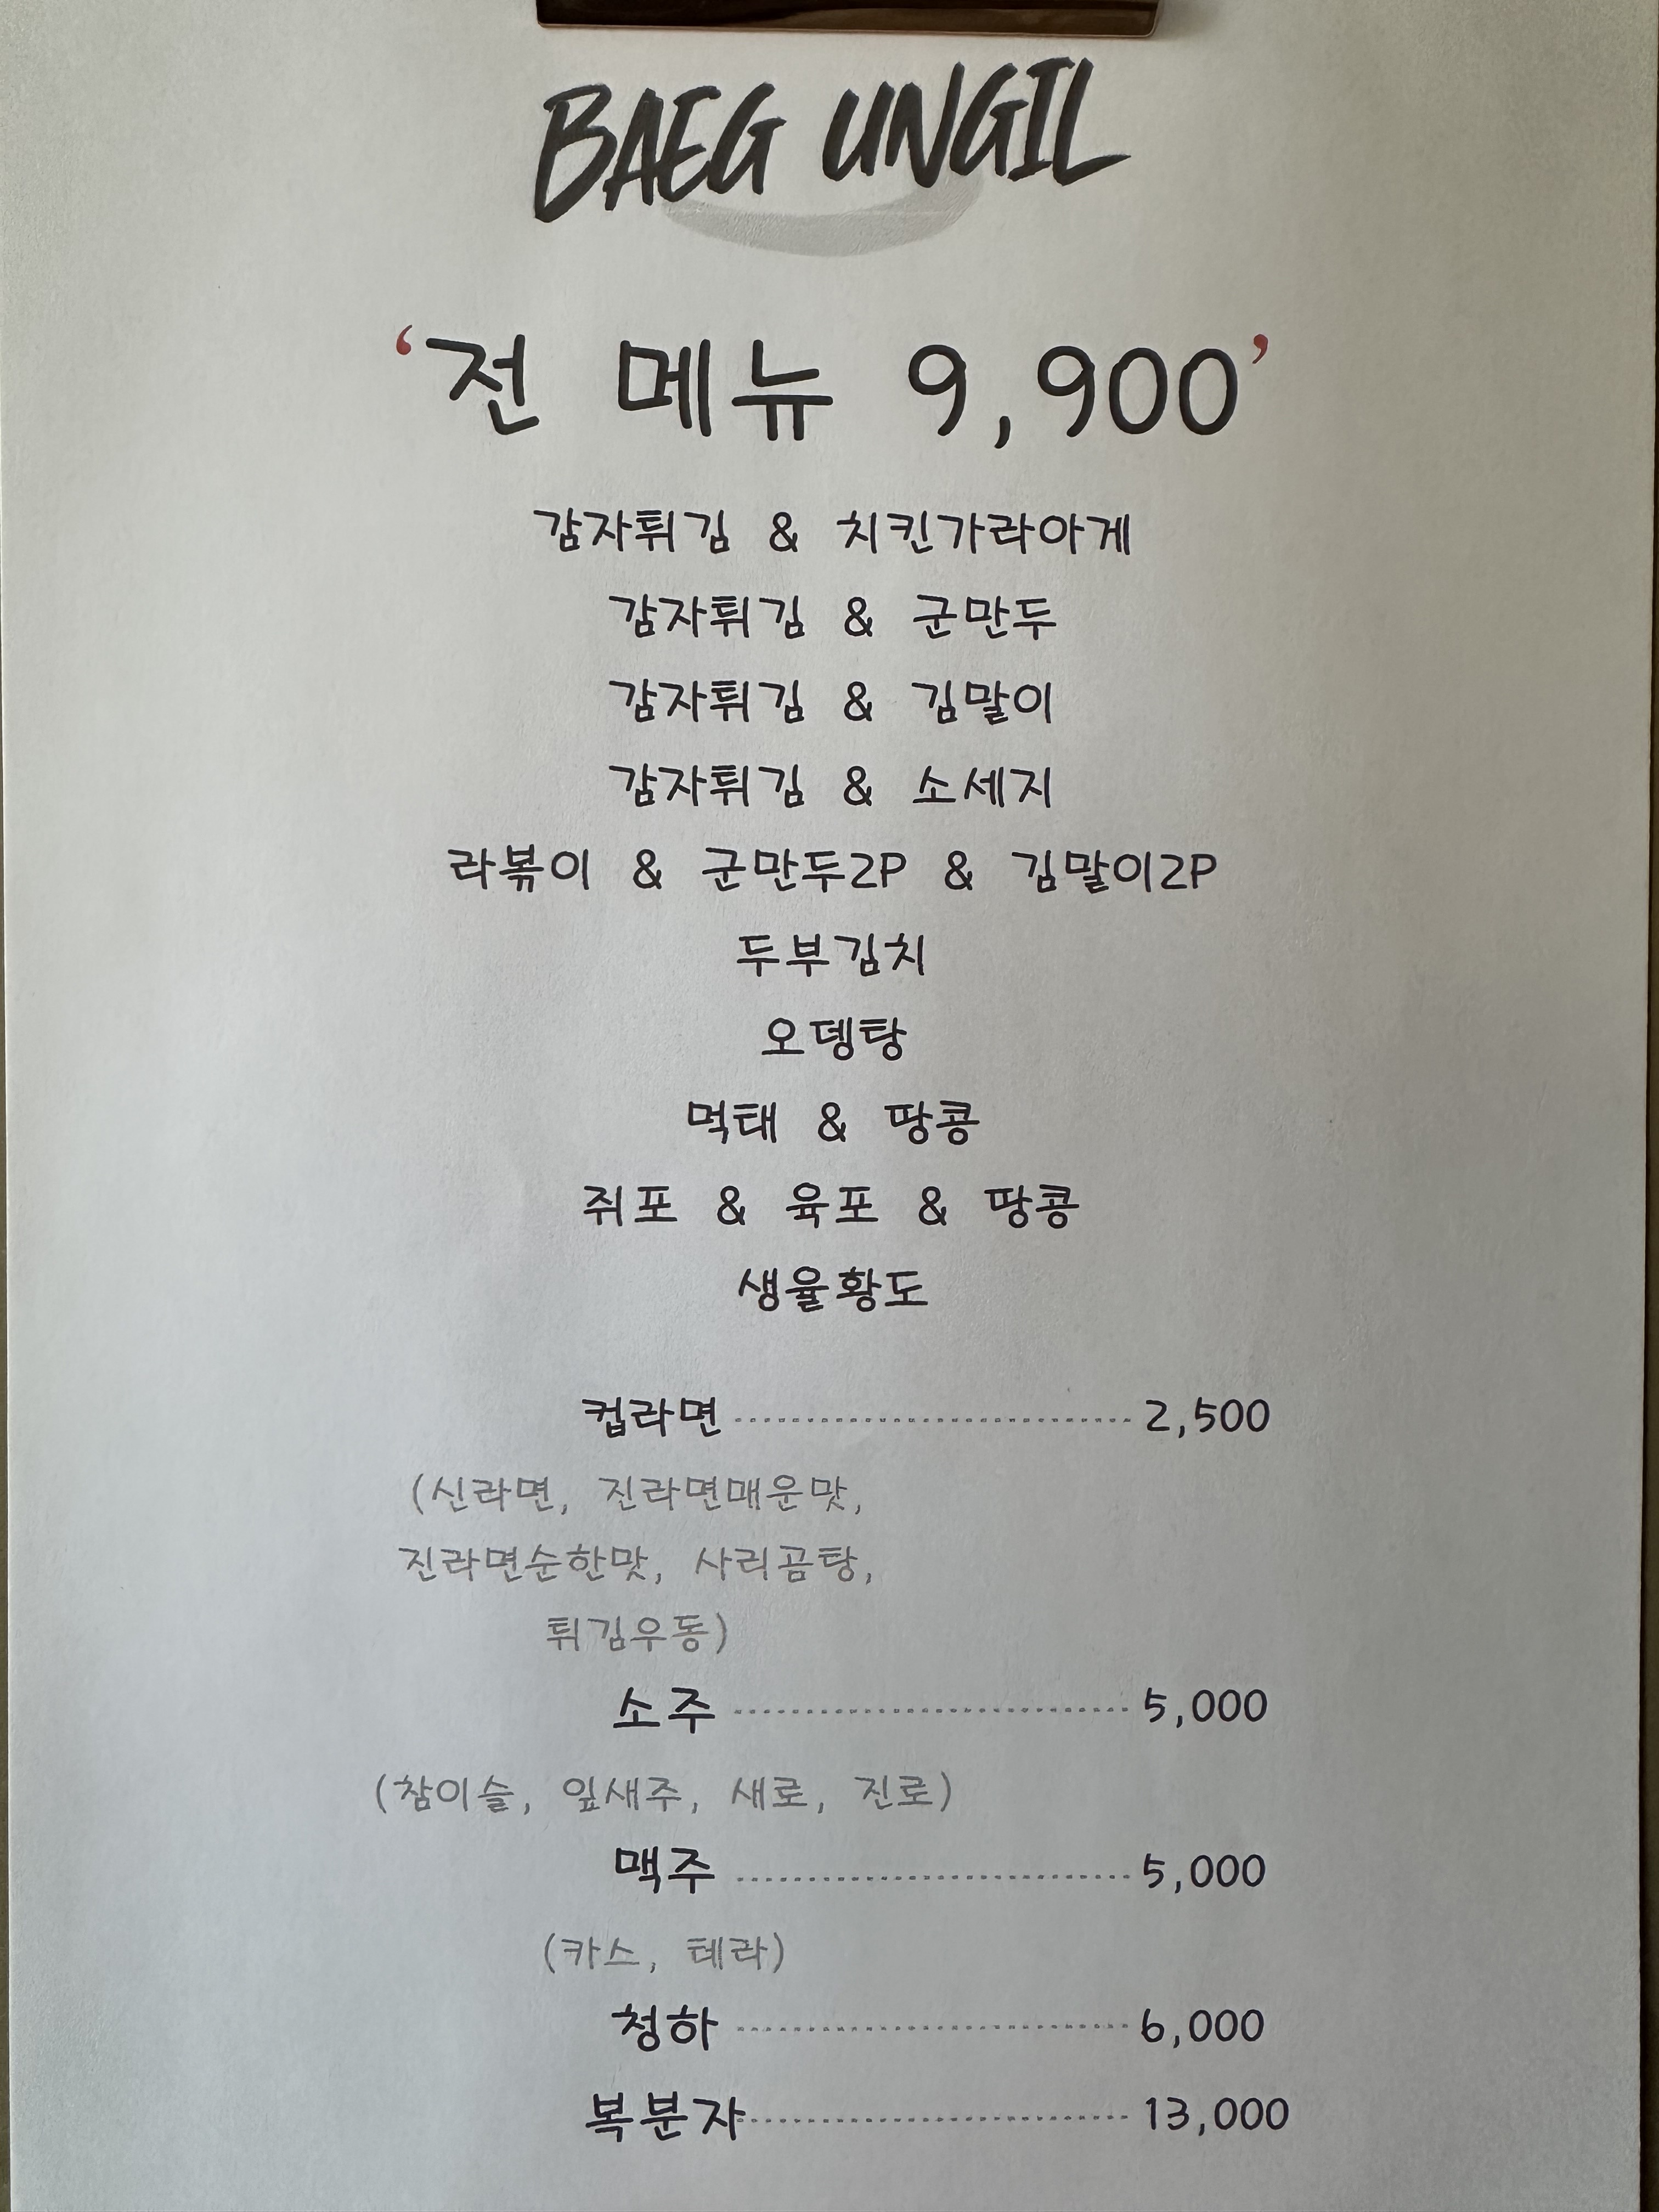 BAEG UNGIL
‘전 메뉴 9,900’
감자튀김 & 치킨가라아게
감자튀김 & 군만두
감자튀김 & 김말이
감자튀김 & 소세지
라볶이 & 군만두2P & 김말이2P
두부김치
오뎅탕
먹태 & 땅콩
쥐포 & 육포 & 땅콩
생율황도
컵라면 2,500
(신라면, 진라면매운맛,
진라면순한맛, 사리곰탕,
튀김우동)
소주 5,000
(참이슬, 잎새주, 새로, 진로)
맥주 5,000
(카스, 테라)
청하 6,000
복분자 13,000